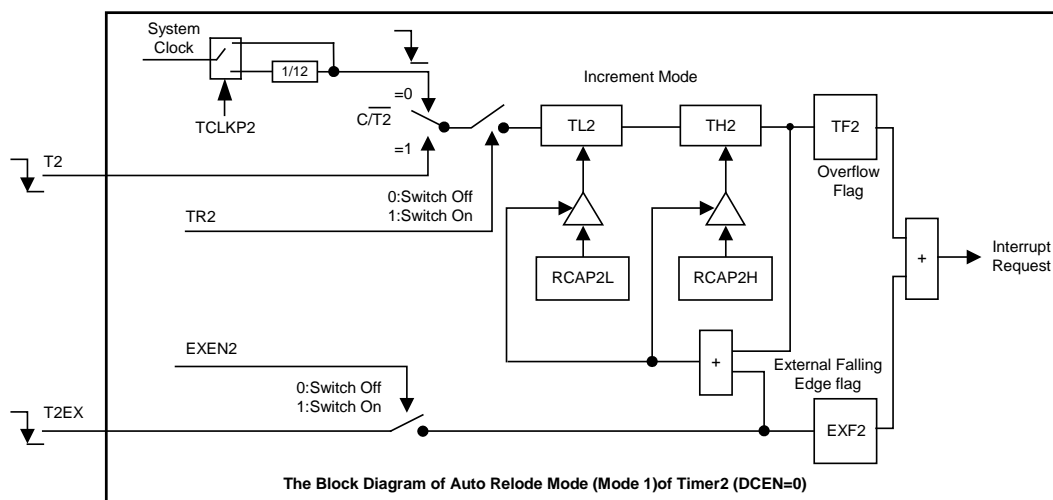 System
Clock
1/12
TCLKP2
=0
C/T2
=1
Increment Mode
TL2
TH2
TF2
Overflow
Flag
T2
0:Switch Off
1:Switch On
TR2
RCAP2L
RCAP2H
+
Interrupt
Request
EXEN2
+
External Falling
Edge flag
0:Switch Off
1:Switch On
T2EX
EXF2
The Block Diagram of Auto Relode Mode (Mode 1)of Timer2 (DCEN=0)